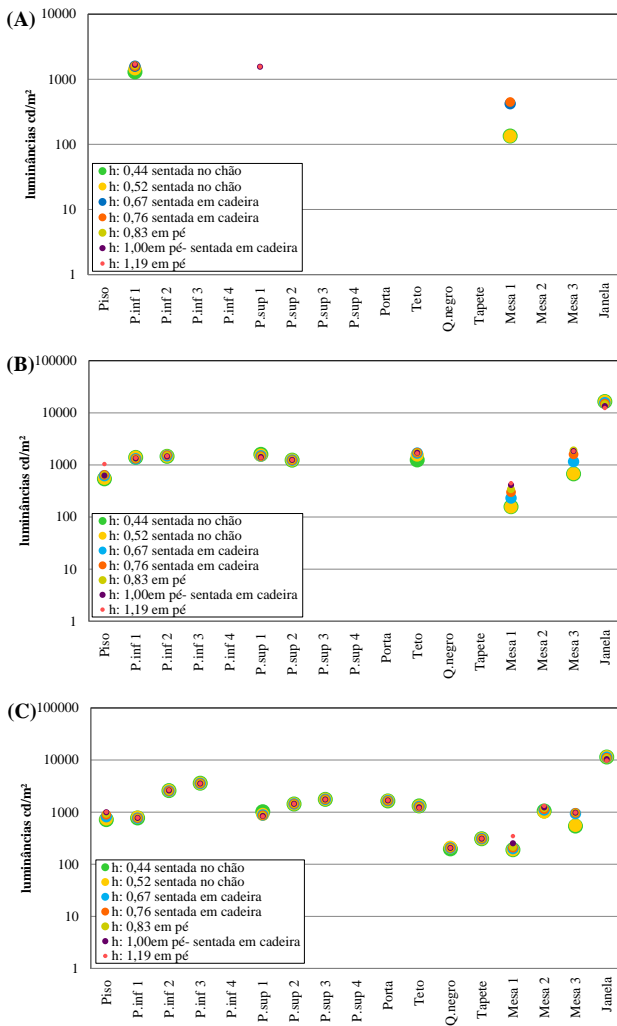 (A)
luminâncias cd/m²
10000
1000
100
10
1
h: 0,44 sentada no chão
h: 0,52 sentada no chão
h: 0,67 sentada em cadeira
h: 0,76 sentada em cadeira
h: 0,83 em pé
h: 1,00em pé- sentada em cadeira
h: 1,19 em pé
Piso
P.inf 1
P.inf 2
P.inf 3
P.inf 4
P.sup 1
P.sup 2
P.sup 3
P.sup 4
Porta
Teto
Q.negro
Tapete
Mesa 1
Mesa 2
Mesa 3
Janela
(B)
luminâncias cd/m²
100000
10000
1000
100
10
1
h: 0,44 sentada no chão
h: 0,52 sentada no chão
h: 0,67 sentada em cadeira
h: 0,76 sentada em cadeira
h: 0,83 em pé
h: 1,00em pé- sentada em cadeira
h: 1,19 em pé
Piso
P.inf 1
P.inf 2
P.inf 3
P.inf 4
P.sup 1
P.sup 2
P.sup 3
P.sup 4
Porta
Teto
Q.negro
Tapete
Mesa 1
Mesa 2
Mesa 3
Janela
(C)
luminâncias cd/m²
100000
10000
1000
100
10
1
h: 0,44 sentada no chão
h: 0,52 sentada no chão
h: 0,67 sentada em cadeira
h: 0,76 sentada em cadeira
h: 0,83 em pé
h: 1,00em pé- sentada em cadeira
h: 1,19 em pé
Piso
P.inf 1
P.inf 2
P.inf 3
P.inf 4
P.sup 1
P.sup 2
P.sup 3
P.sup 4
Porta
Teto
Q.negro
Tapete
Mesa 1
Mesa 2
Mesa 3
Janela